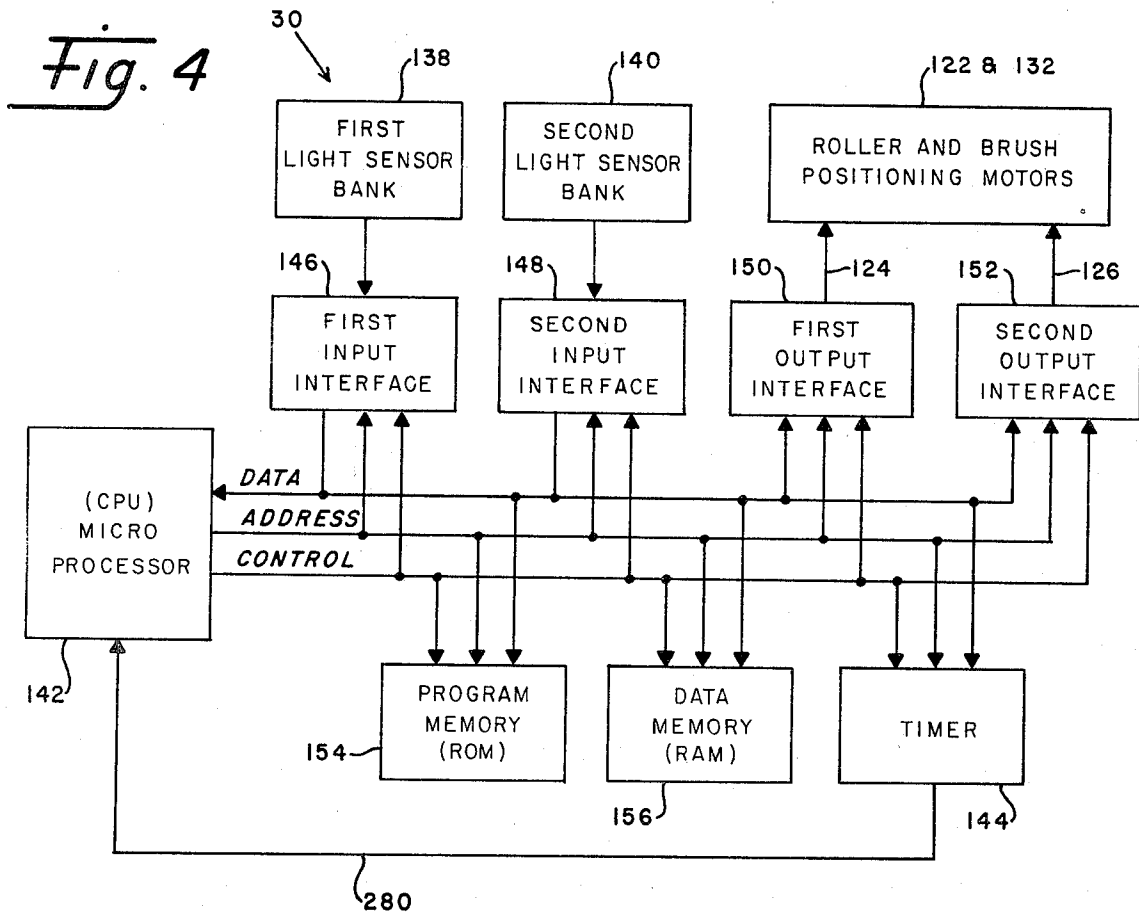 Fig. 4
30
138
140
122 & 132
FIRST
LIGHT SENSOR
BANK
SECOND
LIGHT SENSOR
BANK
ROLLER AND BRUSH
POSITIONING MOTORS
146
148
150
124
152
126
FIRST
INPUT
INTERFACE
SECOND
INPUT
INTERFACE
FIRST
OUTPUT
INTERFACE
SECOND
OUTPUT
INTERFACE
(CPU)
MICRO
PROCESSOR
DATA
ADDRESS
CONTROL
142
PROGRAM
MEMORY
(ROM)
DATA
MEMORY
(RAM)
TIMER
154
156
144
280